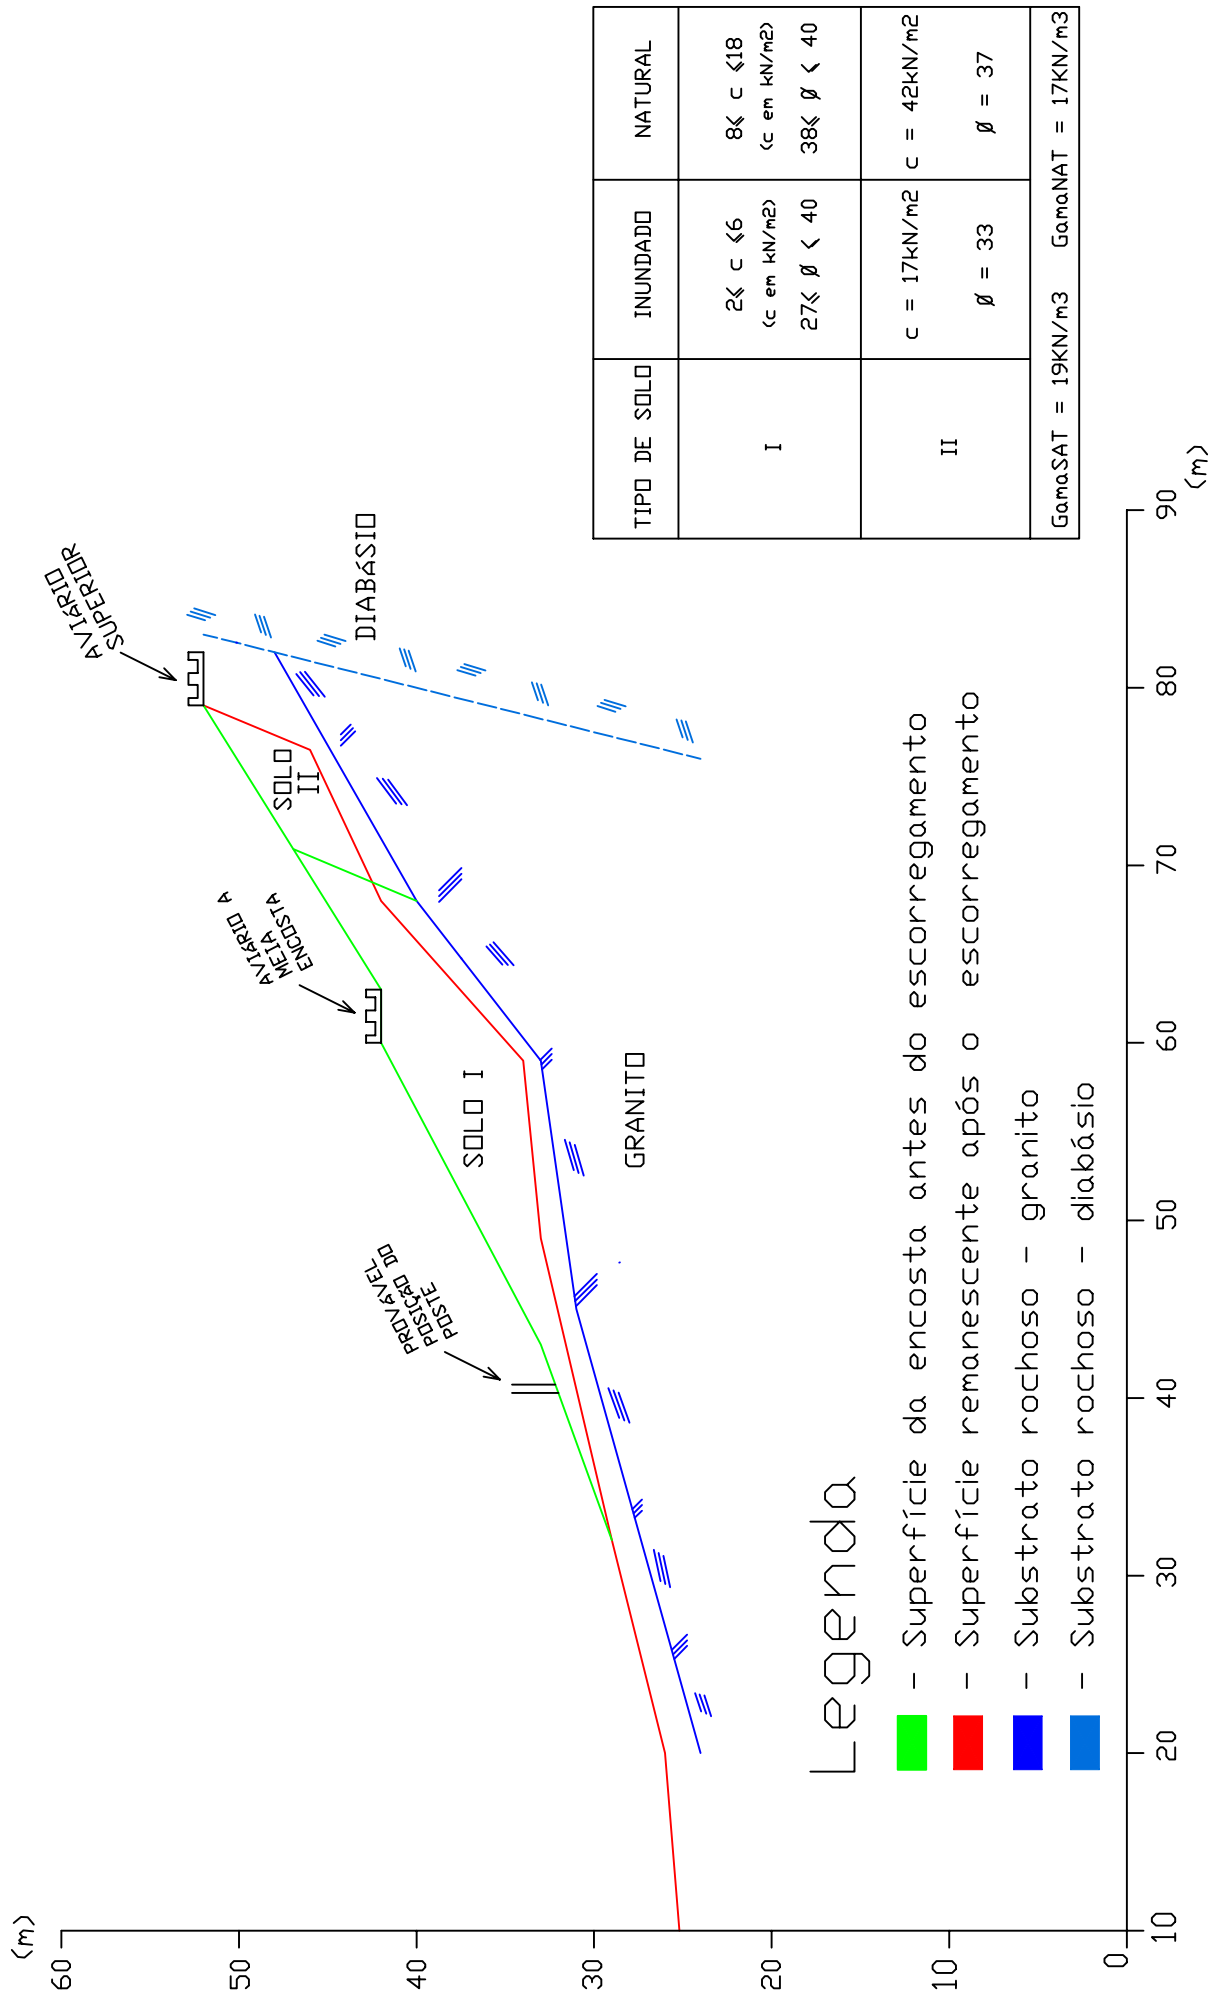 (m)
60
50
40
30
20
10
0
10
20
30
40
50
60
70
80
90
(m)
AVIÁRIO
SUPERIOR
AVIÁRIO A
MEIA
ENCOSTA
PROVÁVEL
POSIÇÃO DO
POSTE
SOLO
II
SOLO I
GRANITO
DIABÁSIO
TIPO DE SOLO
INUNDADO
NATURAL
I
2≤ c ≤6
(c em kN/m2)
27≤ Ø < 40
8≤ c ≤18
(c em kN/m2)
38≤ Ø < 40
II
c = 17kN/m2
Ø = 33
c = 42kN/m2
Ø = 37
GamaSAT = 19KN/m3 GamaNAT = 17KN/m3
Legenda
- Superfície da encosta antes do escorregamento
- Superfície remanescente após o escorregamento
- Substrato rochoso - granito
- Substrato rochoso - diabásio